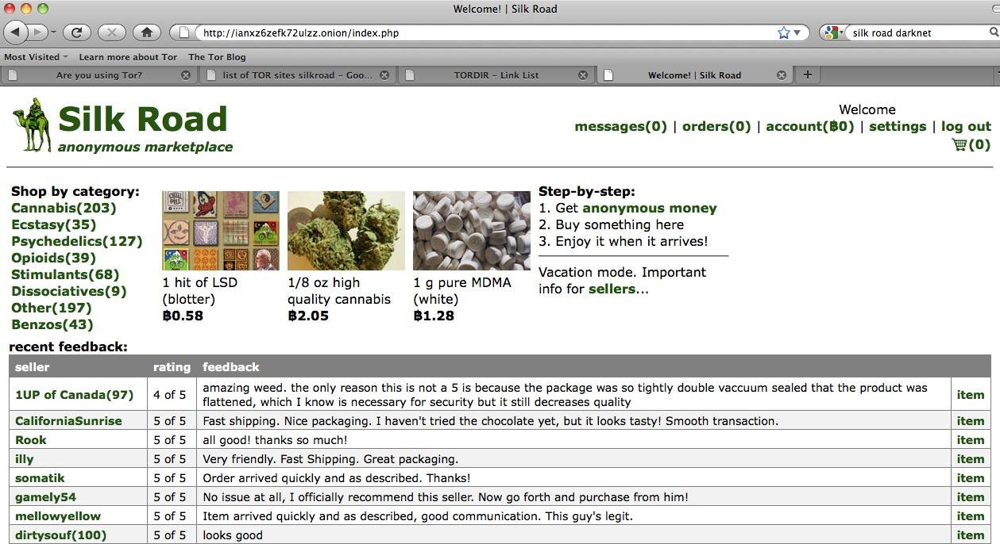 Welcome! | Silk Road
http://ianxz6zefk72ulzz.onion/index.php
silk road darknet
Most Visited
Learn more about Tor
The Tor Blog
Are you using Tor?
list of TOR sites silkroad – Goo...
TORDIR – Link List
Welcome! | Silk Road
Silk Road
anonymous marketplace
Welcome
messages(0) | orders(0) | account(฿0) | settings | log out
(0)
Shop by category:
Cannabis(203)
Ecstasy(35)
Psychedelics(127)
Opioids(39)
Stimulants(68)
Dissociatives(9)
Other(197)
Benzos(43)
CHILL
PILL
1 hit of LSD
(blotter)
฿0.58
1/8 oz high
quality cannabis
฿2.05
1 g pure MDMA
(white)
฿1.28
Step-by-step:
1. Get anonymous money
2. Buy something here
3. Enjoy it when it arrives!
Vacation mode. Important
info for sellers...
recent feedback:
seller rating feedback
1UP of Canada(97) 4 of 5 amazing weed. the only reason this is not a 5 is because the package was so tightly double vaccuum sealed that the product was
flattened, which I know is necessary for security but it still decreases quality item
CaliforniaSunrise 5 of 5 Fast shipping. Nice packaging. I haven't tried the chocolate yet, but it looks tasty! Smooth transaction. item
Rook 5 of 5 all good! thanks so much! item
illy 5 of 5 Very friendly. Fast Shipping. Great packaging. item
somatik 5 of 5 Order arrived quickly and as described. Thanks! item
gamely54 5 of 5 No issue at all, I officially recommend this seller. Now go forth and purchase from him! item
mellowyellow 5 of 5 Item arrived quickly and as described, good communication. This guy's legit. item
dirtysouf(100) 5 of 5 looks good item